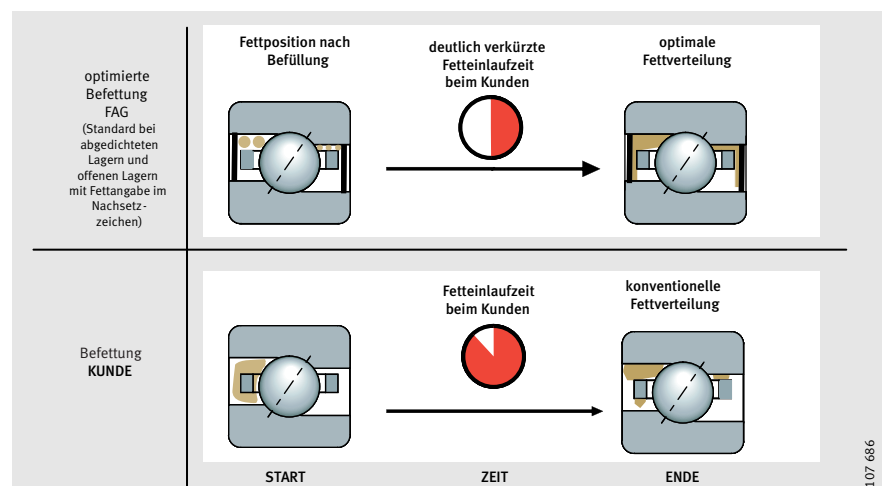 optimierte
Befettung
FAG
(Standard bei
abgedichteten
Lagern und
offenen Lagern
mit Fettangabe im
Nachsetz-
zeichen)
Fettposition nach
Befüllung
deutlich verkürzte
Fetteinlaufzeit
beim Kunden
optimale
Fettverteilung
Befettung
KUNDE
Fetteinlaufzeit
beim Kunden
konventionelle
Fettverteilung
START
ZEIT
ENDE
107 686